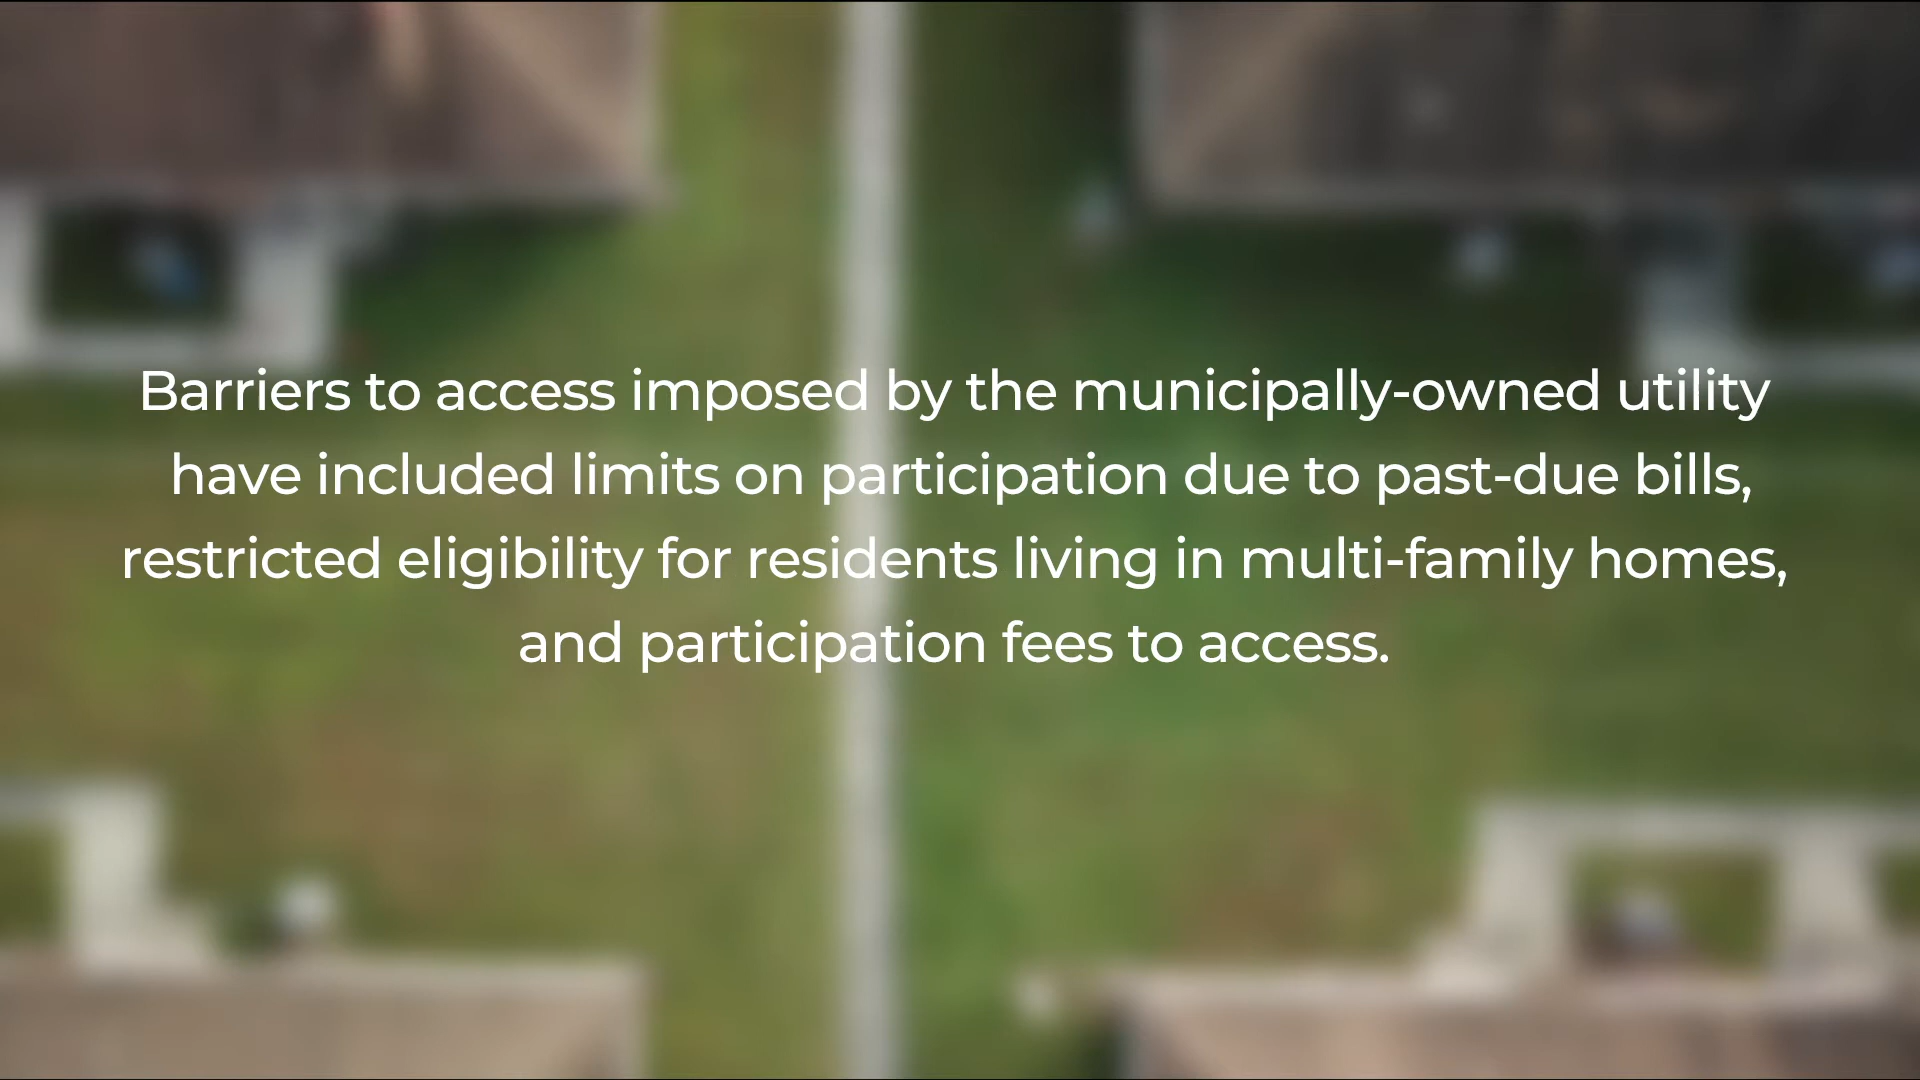 Barriers to access imposed by the municipally-owned utility
have included limits on participation due to past-due bills,
restricted eligibility for residents living in multi-family homes,
and participation fees to access.